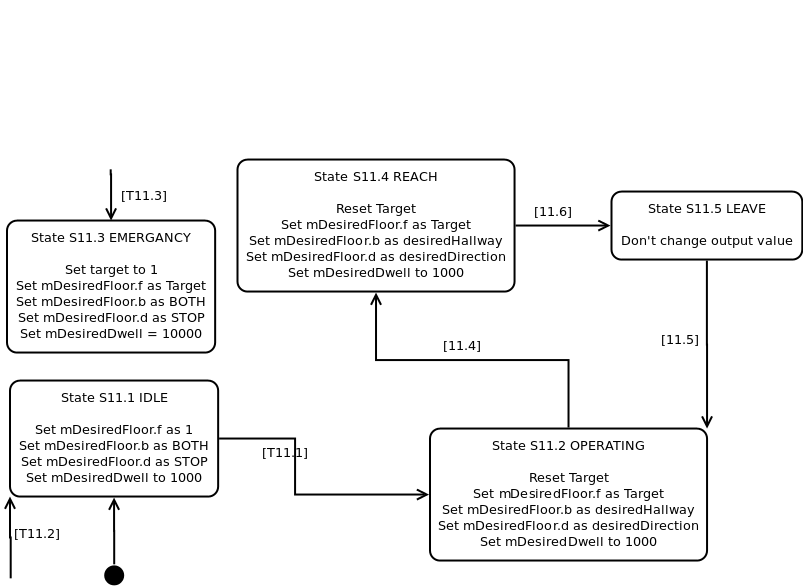 State S11.4 REACH
Reset Target
Set mDesiredFloor.f as Target
Set mDesiredFloor.b as desiredHallway
Set mDesiredFloor.d as desiredDirection
Set mDesiredDwell to 1000
[11.6]
State S11.5 LEAVE
Don't change output value
[T11.3]
State S11.3 EMERGANCY
Set target to 1
Set mDesiredFloor.f as Target
Set mDesiredFloor.b as BOTH
Set mDesiredFloor.d as STOP
Set mDesiredDwell = 10000
[11.4]
[11.5]
State S11.1 IDLE
Set mDesiredFloor.f as 1
Set mDesiredFloor.b as BOTH
Set mDesiredFloor.d as STOP
Set mDesiredDwell to 1000
[T11.1]
State S11.2 OPERATING
Reset Target
Set mDesiredFloor.f as Target
Set mDesiredFloor.b as desiredHallway
Set mDesiredFloor.d as desiredDirection
Set mDesiredDwell to 1000
[T11.2]